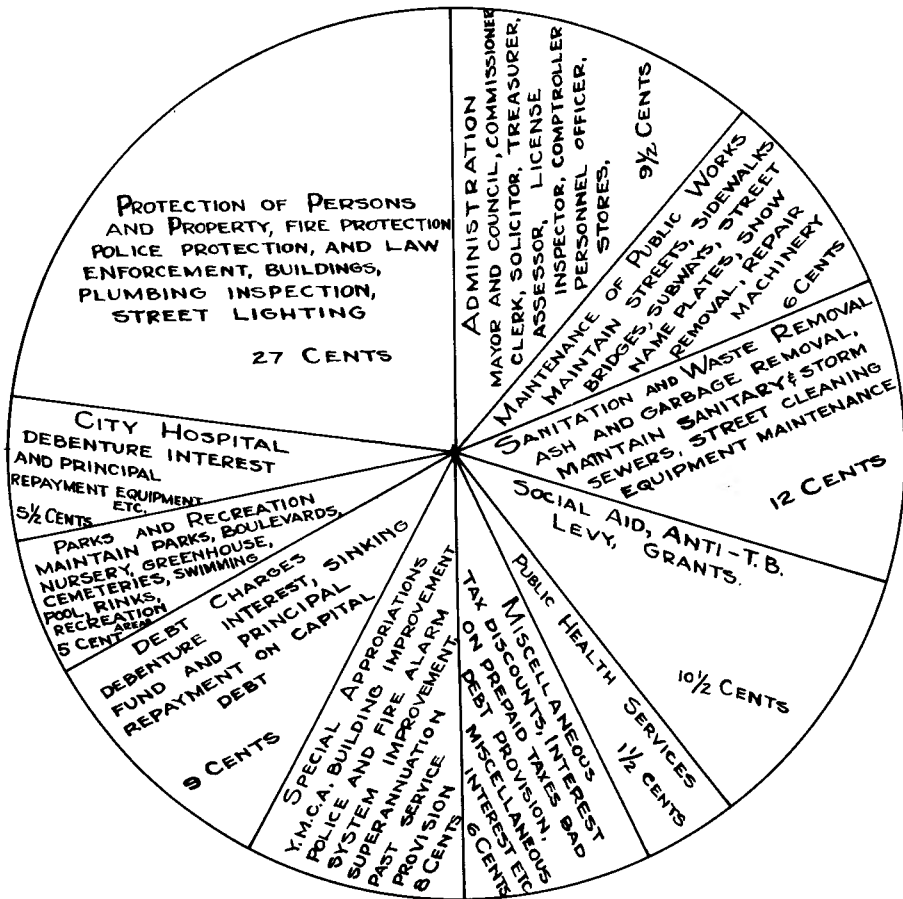 ADMINISTRATION
MAYOR AND COUNCIL, COMMISSIONER
CLERK, SOLICITOR, TREASURER,
ASSESSOR, LICENSE
INSPECTOR, COMPTROLLER
PERSONNEL OFFICER,
STORES.
9½ CENTS
MAINTENANCE OF PUBLIC WORKS
MAINTAIN STREETS, SIDEWALKS
BRIDGES, SUBWAYS, STREET
NAME PLATES, SNOW
REMOVAL, REPAIR
MACHINERY
6 CENTS
SANITATION AND WASTE REMOVAL
ASH AND GARBAGE REMOVAL,
MAINTAIN SANITARY & STORM
SEWERS, STREET CLEANING
EQUIPMENT MAINTENANCE
12 CENTS
SOCIAL AID, ANTI-T.B.
LEVY, GRANTS.
10½ CENTS
PUBLIC HEALTH SERVICES
1½ CENTS
MISCELLANEOUS
TAX DISCOUNTS, INTEREST
ON PREPAID TAXES BAD
DEBT PROVISION,
MISCELLANEOUS
INTEREST ETC
6 CENTS
SPECIAL APPRORIATIONS
Y.M.C.A. BUILDING IMPROVEMENT
POLICE AND FIRE ALARM
SYSTEM IMPROVEMENT,
SUPERANNUATION
PAST SERVICE
PROVISION
8 CENTS
DEBT CHARGES
DEBENTURE INTEREST, SINKING
FUND AND PRINCIPAL
REPAYMENT ON CAPITAL
DEBT
9 CENTS
PARKS AND RECREATION
MAINTAIN PARKS, BOULEVARDS,
NURSERY, GREENHOUSE,
CEMETERIES, SWIMMING
POOL, RINKS,
RECREATION AREAS
5 CENT
CITY HOSPITAL
DEBENTURE INTEREST
AND PRINCIPAL
REPAYMENT EQUIPMENT
ETC.
5½ CENTS
PROTECTION OF PERSONS
AND PROPERTY, FIRE PROTECTION
POLICE PROTECTION, AND LAW
ENFORCEMENT, BUILDINGS,
PLUMBING INSPECTION,
STREET LIGHTING
27 CENTS